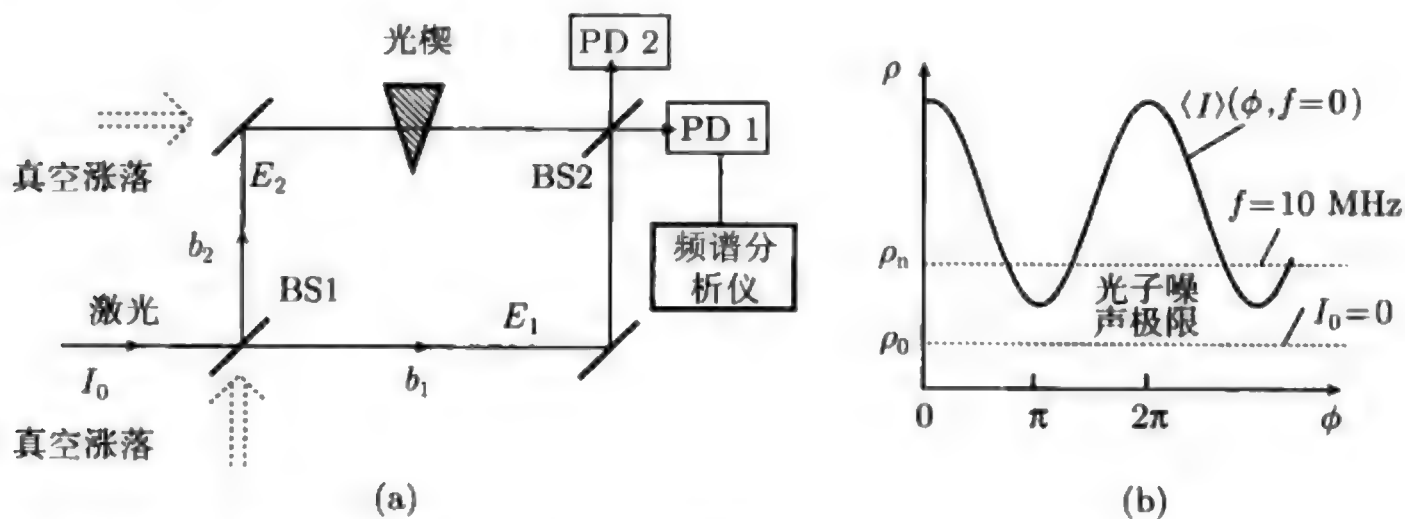 光楔
PD 2
真空涨落
E₂
BS2
PD 1
b₂
频谱分
析仪
激光
BS1
E₁
I₀
b₁
真空涨落
(a)
ρ
⟨I⟩(ϕ, f=0)
f=10 MHz
ρₙ
光子噪
声极限
I₀=0
ρ₀
0
π
2π
ϕ
(b)